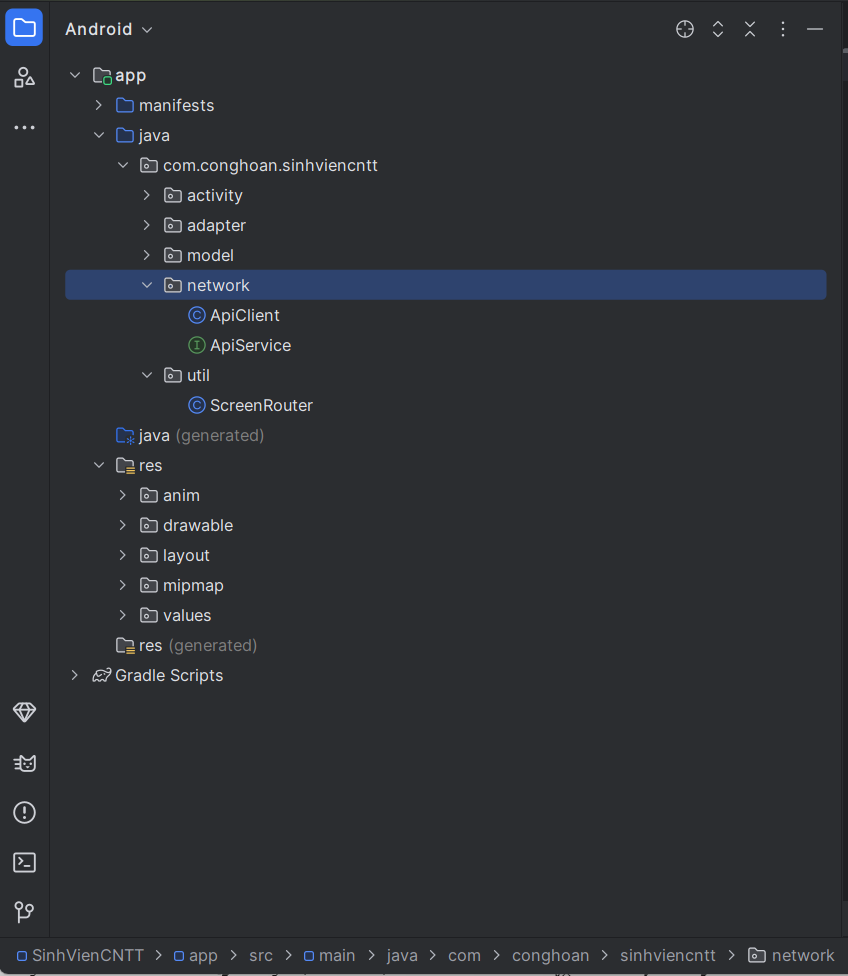 Android
app
manifests
java
com.conghoan.sinhviencntt
activity
adapter
model
network
C ApiClient
I ApiService
util
C ScreenRouter
java (generated)
res
anim
drawable
layout
mipmap
values
res (generated)
Gradle Scripts
SinhVienCNTT > app > src > main > java > com > conghoan > sinhviencntt > network